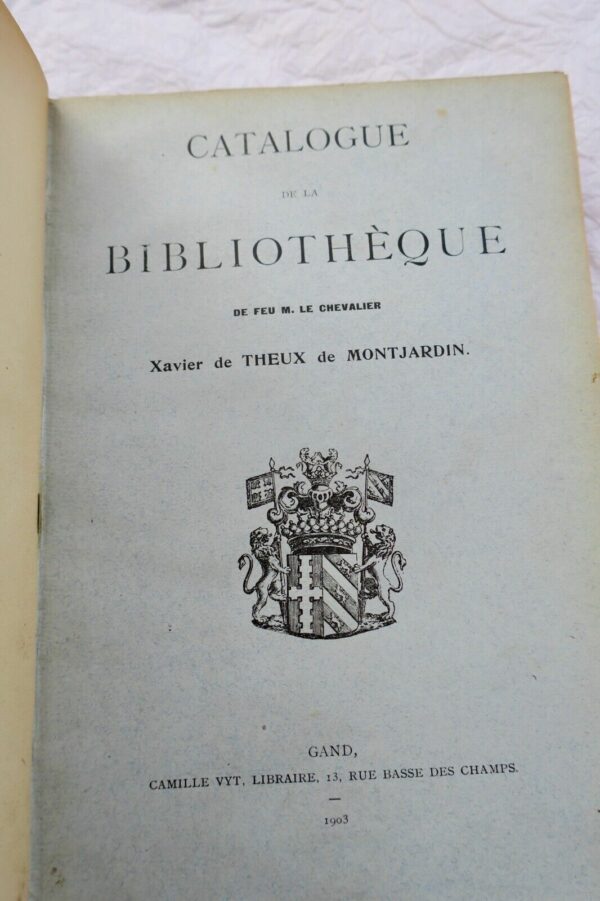 CATALOGUE
DE LA
BIBLIOTHÈQUE
DE FEU M. LE CHEVALIER
Xavier de THEUX de MONTJARDIN.
GAND,
CAMILLE VYT, LIBRAIRE, 13, RUE BASSE DES CHAMPS.
1903